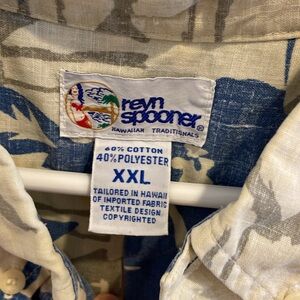 reyn
spooner®
HAWAIIAN TRADITIONALS
60% COTTON
40% POLYESTER
XXL
TAILORED IN HAWAII
OF IMPORTED FABRIC
TEXTILE DESIGN
COPYRIGHTED